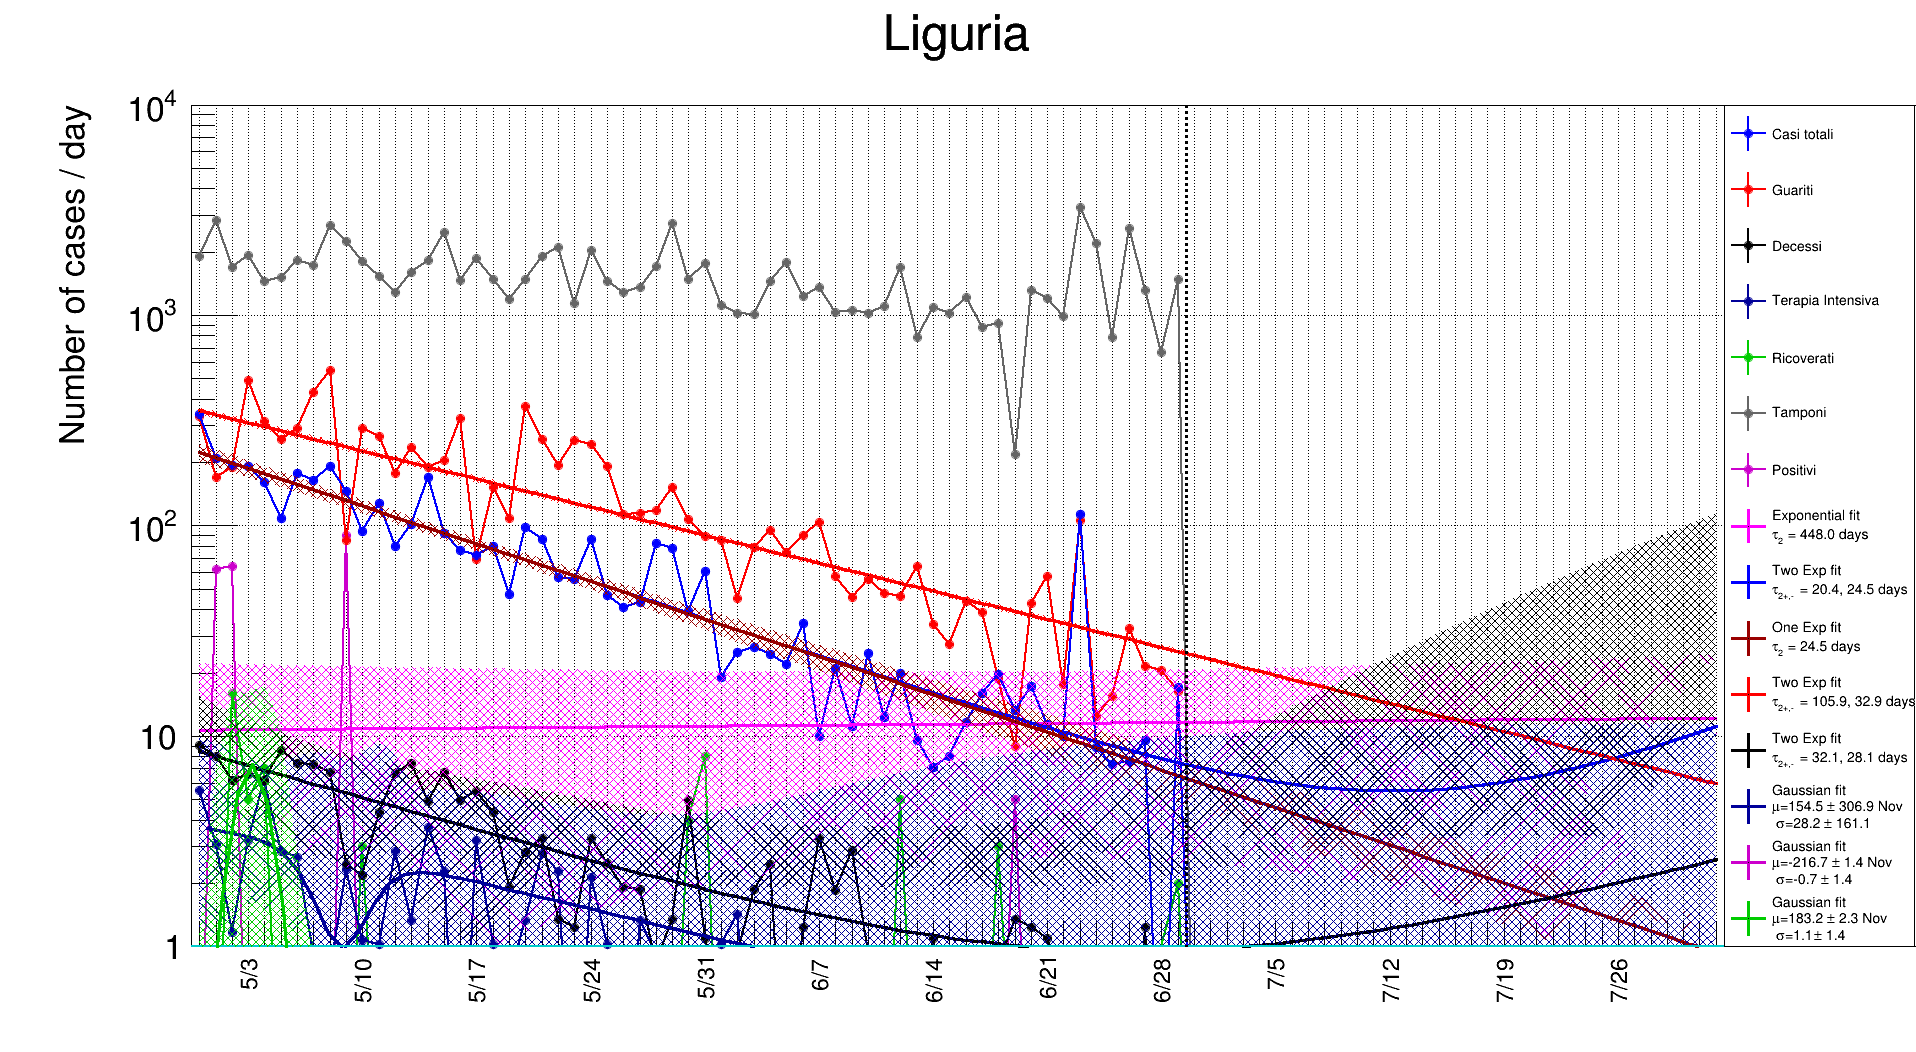 Liguria
Number of cases / day
10^4
10^3
10^2
10
1
5/3
5/10
5/17
5/24
5/31
6/7
6/14
6/21
6/28
7/5
7/12
7/19
7/26
Casi totali
Guariti
Decessi
Terapia Intensiva
Ricoverati
Tamponi
Positivi
Exponential fit
τ2 = 448.0 days
Two Exp fit
τ2+,- = 20.4, 24.5 days
One Exp fit
τ2 = 24.5 days
Two Exp fit
τ2+,- = 105.9, 32.9 days
Two Exp fit
τ2+,- = 32.1, 28.1 days
Gaussian fit
μ=154.5 ± 306.9 Nov
σ=28.2 ± 161.1
Gaussian fit
μ=-216.7 ± 1.4 Nov
σ=-0.7 ± 1.4
Gaussian fit
μ=183.2 ± 2.3 Nov
σ=1.1 ± 1.4